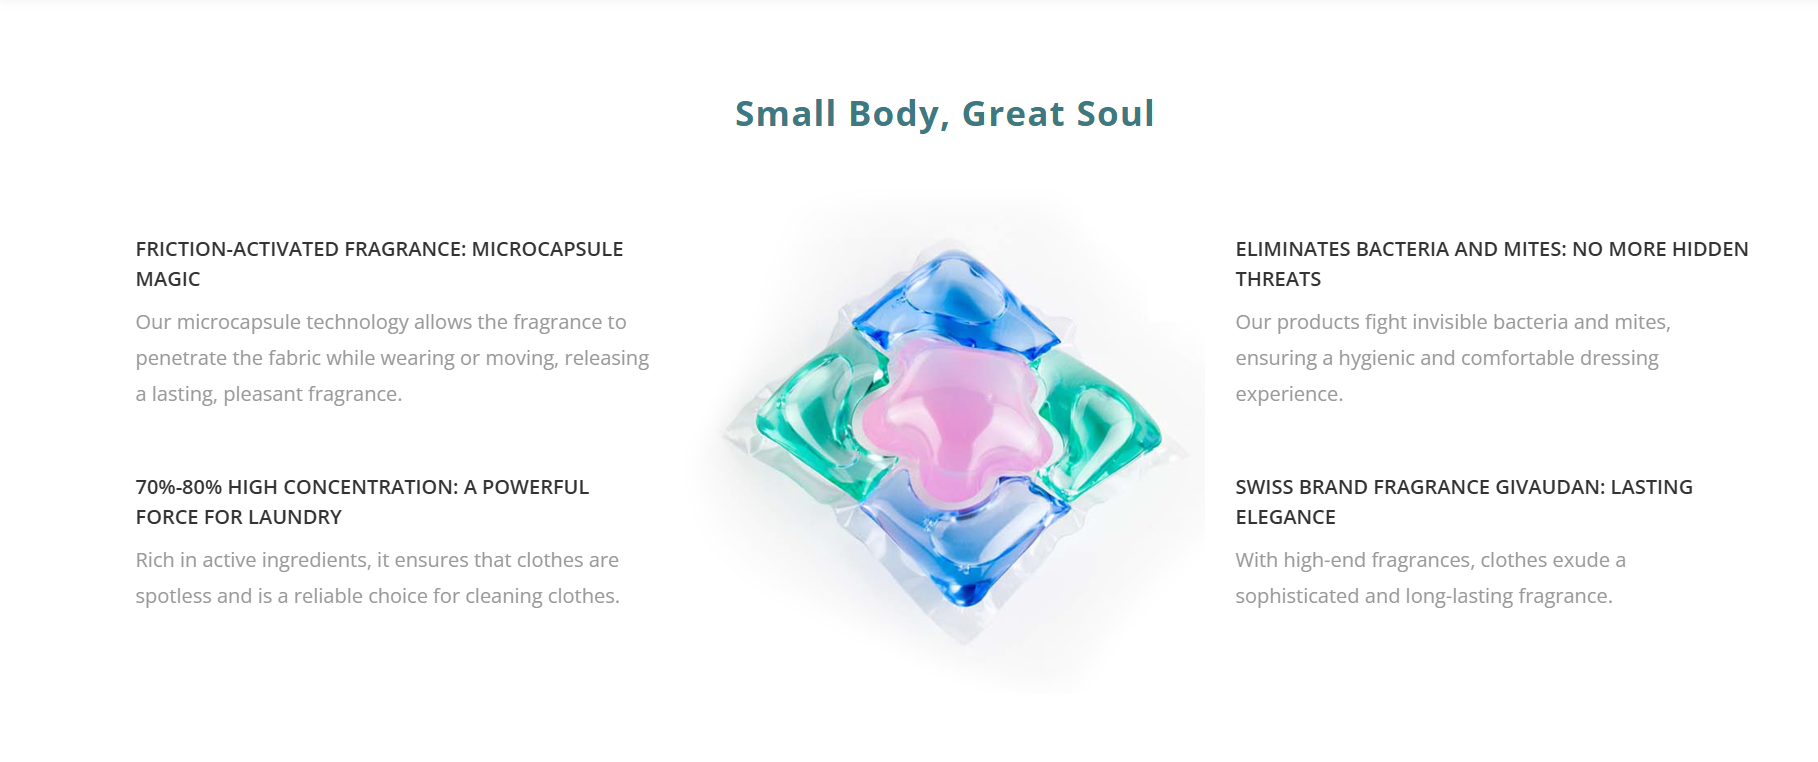 Small Body, Great Soul
FRICTION-ACTIVATED FRAGRANCE: MICROCAPSULE
MAGIC
Our microcapsule technology allows the fragrance to
penetrate the fabric while wearing or moving, releasing
a lasting, pleasant fragrance.
70%-80% HIGH CONCENTRATION: A POWERFUL
FORCE FOR LAUNDRY
Rich in active ingredients, it ensures that clothes are
spotless and is a reliable choice for cleaning clothes.
ELIMINATES BACTERIA AND MITES: NO MORE HIDDEN
THREATS
Our products fight invisible bacteria and mites,
ensuring a hygienic and comfortable dressing
experience.
SWISS BRAND FRAGRANCE GIVAUDAN: LASTING
ELEGANCE
With high-end fragrances, clothes exude a
sophisticated and long-lasting fragrance.